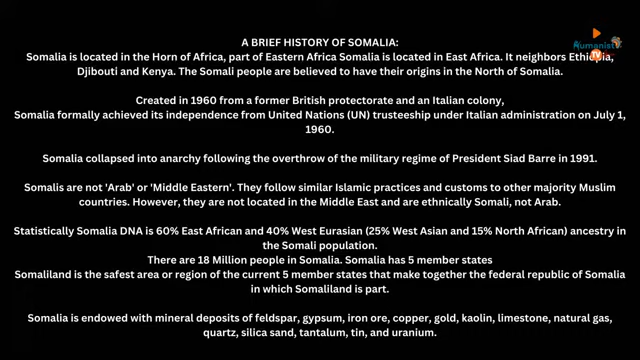 Humanist
TV
A BRIEF HISTORY OF SOMALIA:
Somalia is located in the Horn of Africa, part of Eastern Africa Somalia is located in East Africa. It neighbors Ethiopia,
Djibouti and Kenya. The Somali people are believed to have their origins in the North of Somalia.
Created in 1960 from a former British protectorate and an Italian colony,
Somalia formally achieved its independence from United Nations (UN) trusteeship under Italian administration on July 1,
1960.
Somalia collapsed into anarchy following the overthrow of the military regime of President Siad Barre in 1991.
Somalis are not 'Arab' or 'Middle Eastern'. They follow similar Islamic practices and customs to other majority Muslim
countries. However, they are not located in the Middle East and are ethnically Somali, not Arab.
Statistically Somalia DNA is 60% East African and 40% West Eurasian (25% West Asian and 15% North African) ancestry in
the Somali population.
There are 18 Million people in Somalia. Somalia has 5 member states
Somaliland is the safest area or region of the current 5 member states that make together the federal republic of Somalia
in which Somaliland is part.
Somalia is endowed with mineral deposits of feldspar, gypsum, iron ore, copper, gold, kaolin, limestone, natural gas,
quartz, silica sand, tantalum, tin, and uranium.